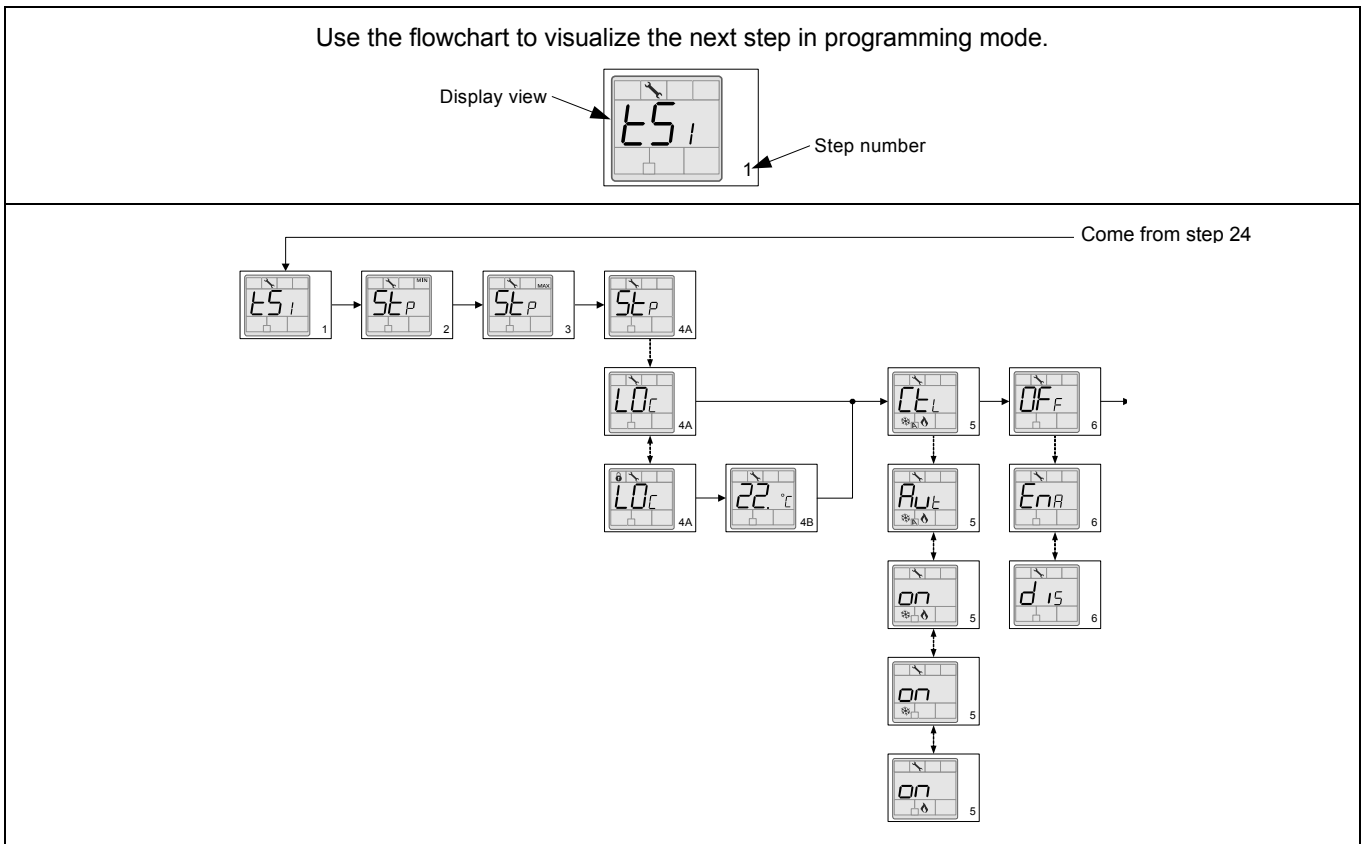 Use the flowchart to visualize the next step in programming mode.
Display view
tS1
Step number
1
Come from step 24
tS1
1
MIN
StP
2
MAX
StP
3
StP
4A
LOc
4A
CtL
A
5
OFF
6
LOc
4A
22. °C
4B
Aut
A
5
EnA
6
on
5
dis
6
on
5
on
5